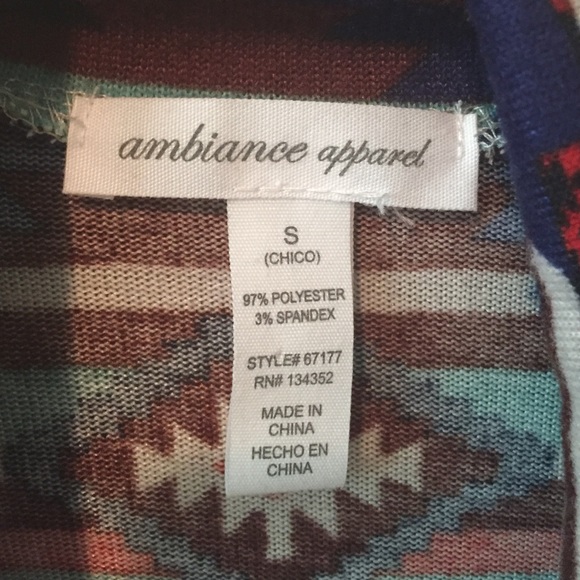 ambiance apparel
S
(CHICO)
97% POLYESTER
3% SPANDEX
STYLE# 67177
RN# 134352
MADE IN
CHINA
HECHO EN
CHINA